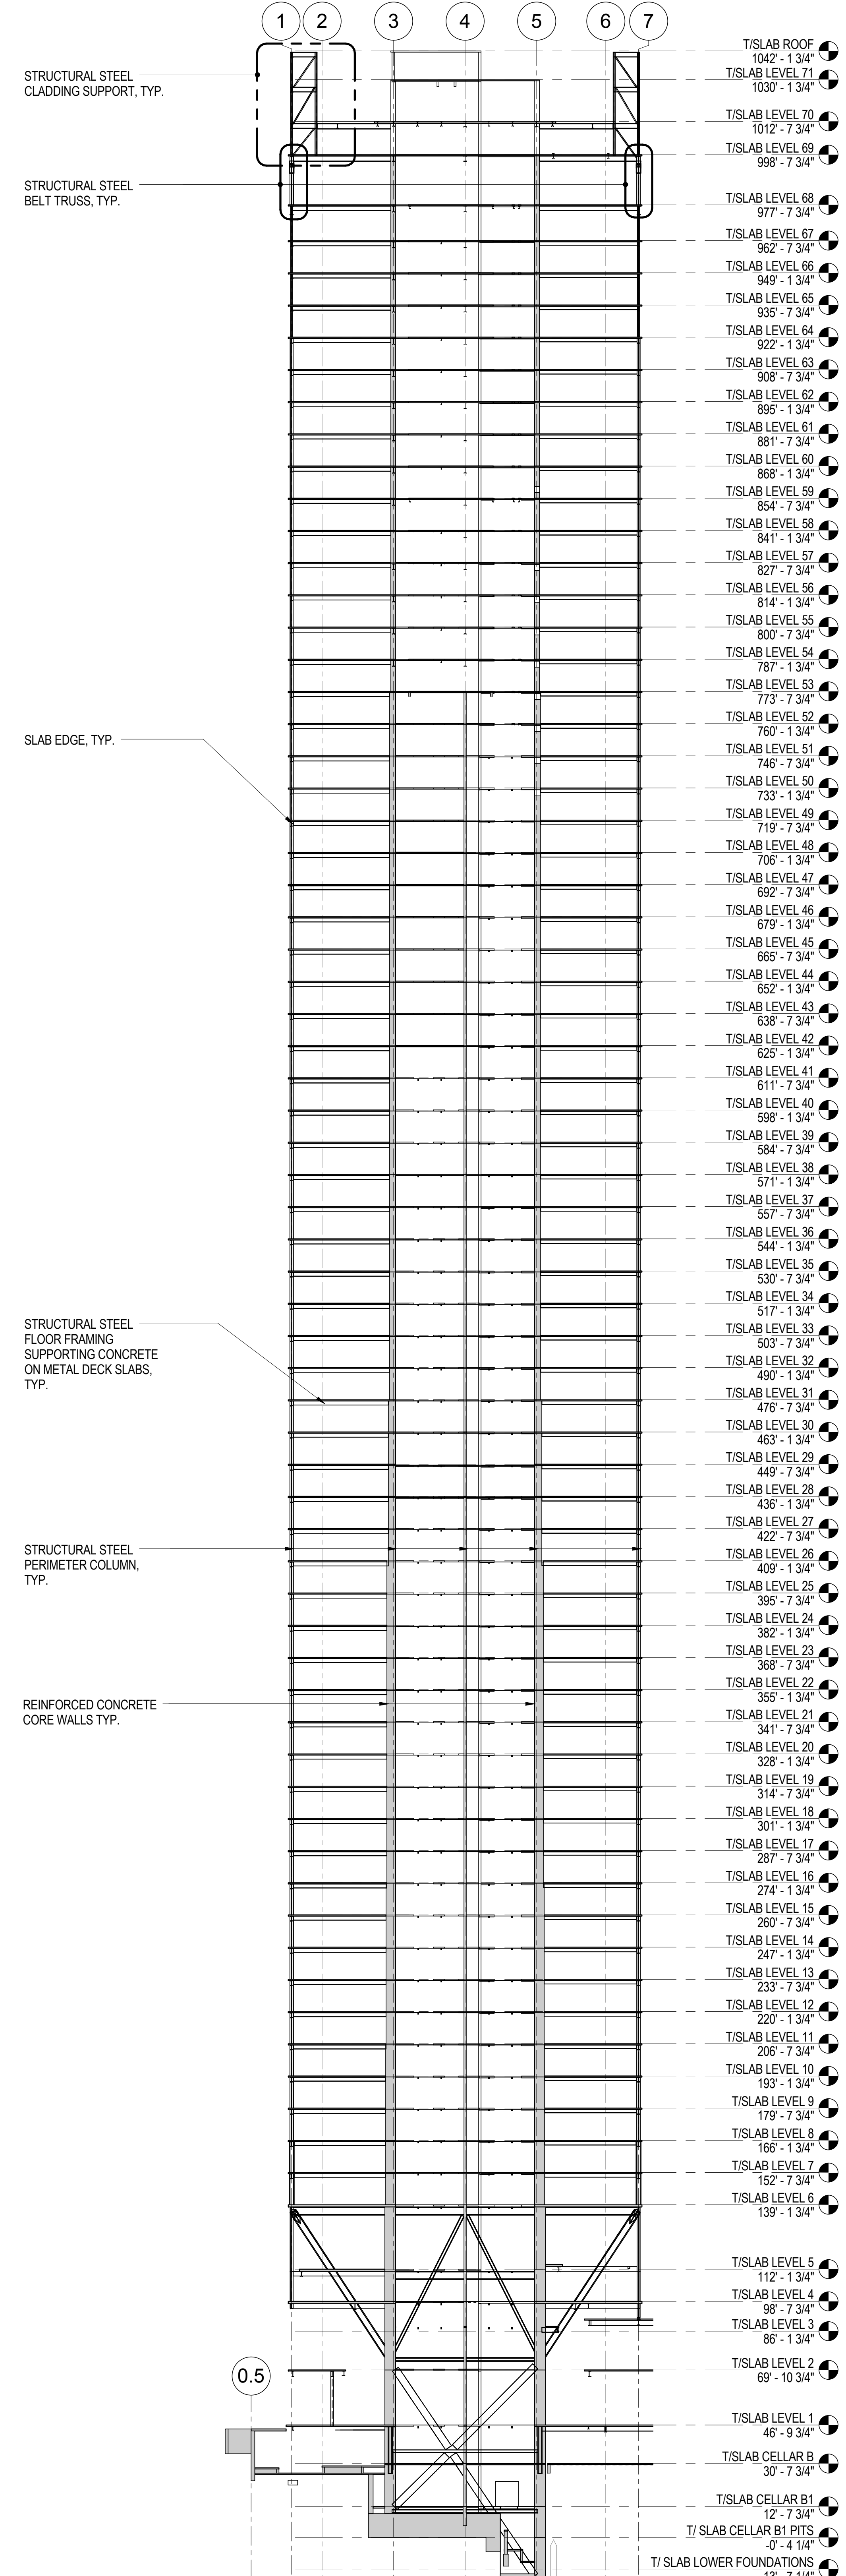 1 2 3 4 5 6 7
STRUCTURAL STEEL
CLADDING SUPPORT, TYP.
STRUCTURAL STEEL
BELT TRUSS, TYP.
SLAB EDGE, TYP.
STRUCTURAL STEEL
FLOOR FRAMING
SUPPORTING CONCRETE
ON METAL DECK SLABS,
TYP.
STRUCTURAL STEEL
PERIMETER COLUMN,
TYP.
REINFORCED CONCRETE
CORE WALLS TYP.
0.5
T/SLAB ROOF
1042' - 1 3/4"
T/SLAB LEVEL 71
1030' - 1 3/4"
T/SLAB LEVEL 70
1012' - 7 3/4"
T/SLAB LEVEL 69
998' - 7 3/4"
T/SLAB LEVEL 68
977' - 7 3/4"
T/SLAB LEVEL 67
962' - 7 3/4"
T/SLAB LEVEL 66
949' - 1 3/4"
T/SLAB LEVEL 65
935' - 7 3/4"
T/SLAB LEVEL 64
922' - 1 3/4"
T/SLAB LEVEL 63
908' - 7 3/4"
T/SLAB LEVEL 62
895' - 1 3/4"
T/SLAB LEVEL 61
881' - 7 3/4"
T/SLAB LEVEL 60
868' - 1 3/4"
T/SLAB LEVEL 59
854' - 7 3/4"
T/SLAB LEVEL 58
841' - 1 3/4"
T/SLAB LEVEL 57
827' - 7 3/4"
T/SLAB LEVEL 56
814' - 1 3/4"
T/SLAB LEVEL 55
800' - 7 3/4"
T/SLAB LEVEL 54
787' - 1 3/4"
T/SLAB LEVEL 53
773' - 7 3/4"
T/SLAB LEVEL 52
760' - 1 3/4"
T/SLAB LEVEL 51
746' - 7 3/4"
T/SLAB LEVEL 50
733' - 1 3/4"
T/SLAB LEVEL 49
719' - 7 3/4"
T/SLAB LEVEL 48
706' - 1 3/4"
T/SLAB LEVEL 47
692' - 7 3/4"
T/SLAB LEVEL 46
679' - 1 3/4"
T/SLAB LEVEL 45
665' - 7 3/4"
T/SLAB LEVEL 44
652' - 1 3/4"
T/SLAB LEVEL 43
638' - 7 3/4"
T/SLAB LEVEL 42
625' - 1 3/4"
T/SLAB LEVEL 41
611' - 7 3/4"
T/SLAB LEVEL 40
598' - 1 3/4"
T/SLAB LEVEL 39
584' - 7 3/4"
T/SLAB LEVEL 38
571' - 1 3/4"
T/SLAB LEVEL 37
557' - 7 3/4"
T/SLAB LEVEL 36
544' - 1 3/4"
T/SLAB LEVEL 35
530' - 7 3/4"
T/SLAB LEVEL 34
517' - 1 3/4"
T/SLAB LEVEL 33
503' - 7 3/4"
T/SLAB LEVEL 32
490' - 1 3/4"
T/SLAB LEVEL 31
476' - 7 3/4"
T/SLAB LEVEL 30
463' - 1 3/4"
T/SLAB LEVEL 29
449' - 7 3/4"
T/SLAB LEVEL 28
436' - 1 3/4"
T/SLAB LEVEL 27
422' - 7 3/4"
T/SLAB LEVEL 26
409' - 1 3/4"
T/SLAB LEVEL 25
395' - 7 3/4"
T/SLAB LEVEL 24
382' - 1 3/4"
T/SLAB LEVEL 23
368' - 7 3/4"
T/SLAB LEVEL 22
355' - 1 3/4"
T/SLAB LEVEL 21
341' - 7 3/4"
T/SLAB LEVEL 20
328' - 1 3/4"
T/SLAB LEVEL 19
314' - 7 3/4"
T/SLAB LEVEL 18
301' - 1 3/4"
T/SLAB LEVEL 17
287' - 7 3/4"
T/SLAB LEVEL 16
274' - 1 3/4"
T/SLAB LEVEL 15
260' - 7 3/4"
T/SLAB LEVEL 14
247' - 1 3/4"
T/SLAB LEVEL 13
233' - 7 3/4"
T/SLAB LEVEL 12
220' - 1 3/4"
T/SLAB LEVEL 11
206' - 7 3/4"
T/SLAB LEVEL 10
193' - 1 3/4"
T/SLAB LEVEL 9
179' - 7 3/4"
T/SLAB LEVEL 8
166' - 1 3/4"
T/SLAB LEVEL 7
152' - 7 3/4"
T/SLAB LEVEL 6
139' - 1 3/4"
T/SLAB LEVEL 5
112' - 1 3/4"
T/SLAB LEVEL 4
98' - 7 3/4"
T/SLAB LEVEL 3
86' - 1 3/4"
T/SLAB LEVEL 2
69' - 10 3/4"
T/SLAB LEVEL 1
46' - 9 3/4"
T/SLAB CELLAR B
30' - 7 3/4"
T/SLAB CELLAR B1
12' - 7 3/4"
T/ SLAB CELLAR B1 PITS
-0' - 4 1/4"
T/ SLAB LOWER FOUNDATIONS